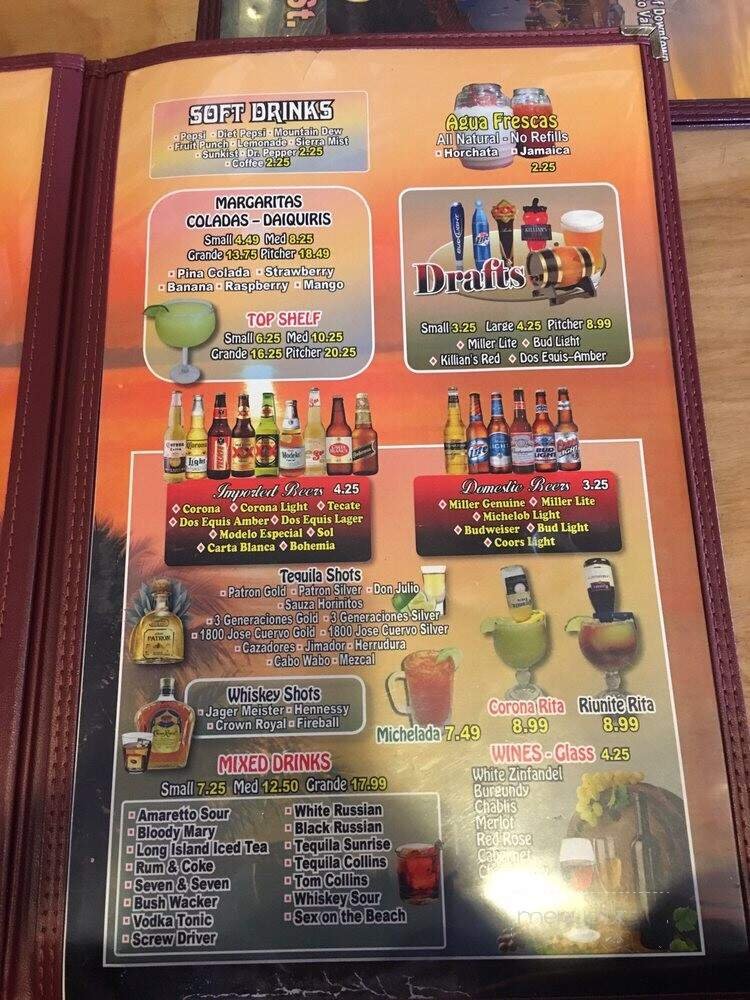 St.
f Downtown
SOFT DRINKS
Pepsi Diet Pepsi Mountain Dew
Fruit Punch Lemonade Sierra Mist
Sunkist Dr. Pepper 2.25
Coffee 2.25
Agua Frescas
All Natural - No Refills
Horchata Jamaica
2.25
MARGARITAS
COLADAS - DAIQUIRIS
Small 4.49 Med 8.25
Grande 13.75 Pitcher 18.49
Pina Colada Strawberry
Banana Raspberry Mango
TOP SHELF
Small 6.25 Med 10.25
Grande 16.25 Pitcher 20.25
BUD LIGHT
KILLIAN'S
Drafts
Small 3.25 Large 4.25 Pitcher 8.99
Miller Lite Bud Light
Killian's Red Dos Equis-Amber
Imported Beers 4.25
Corona Corona Light Tecate
Dos Equis Amber Dos Equis Lager
Modelo Especial Sol
Carta Blanca Bohemia
Domestic Beers 3.25
Miller Genuine Miller Lite
Michelob Light
Budweiser Bud Light
Coors Light
Tequila Shots
Patron Gold Patron Silver Don Julio
Sauza Horinitos
3 Generaciones Gold 3 Generaciones Silver
1800 Jose Cuervo Gold 1800 Jose Cuervo Silver
Cazadores Jimador Herrudura
Cabo Wabo Mezcal
PATRON
Whiskey Shots
Jager Meister Hennessy
Crown Royal Fireball
Michelada 7.49
Corona Rita
8.99
Riunite Rita
8.99
MIXED DRINKS
Small 7.25 Med 12.50 Grande 17.99
Amaretto Sour
Bloody Mary
Long Island Iced Tea
Rum & Coke
Seven & Seven
Bush Wacker
Vodka Tonic
Screw Driver
White Russian
Black Russian
Tequila Sunrise
Tequila Collins
Tom Collins
Whiskey Sour
Sex on the Beach
WINES - Glass 4.25
White Zinfandel
Burgundy
Chablis
Merlot
Red Rose
Cabernet